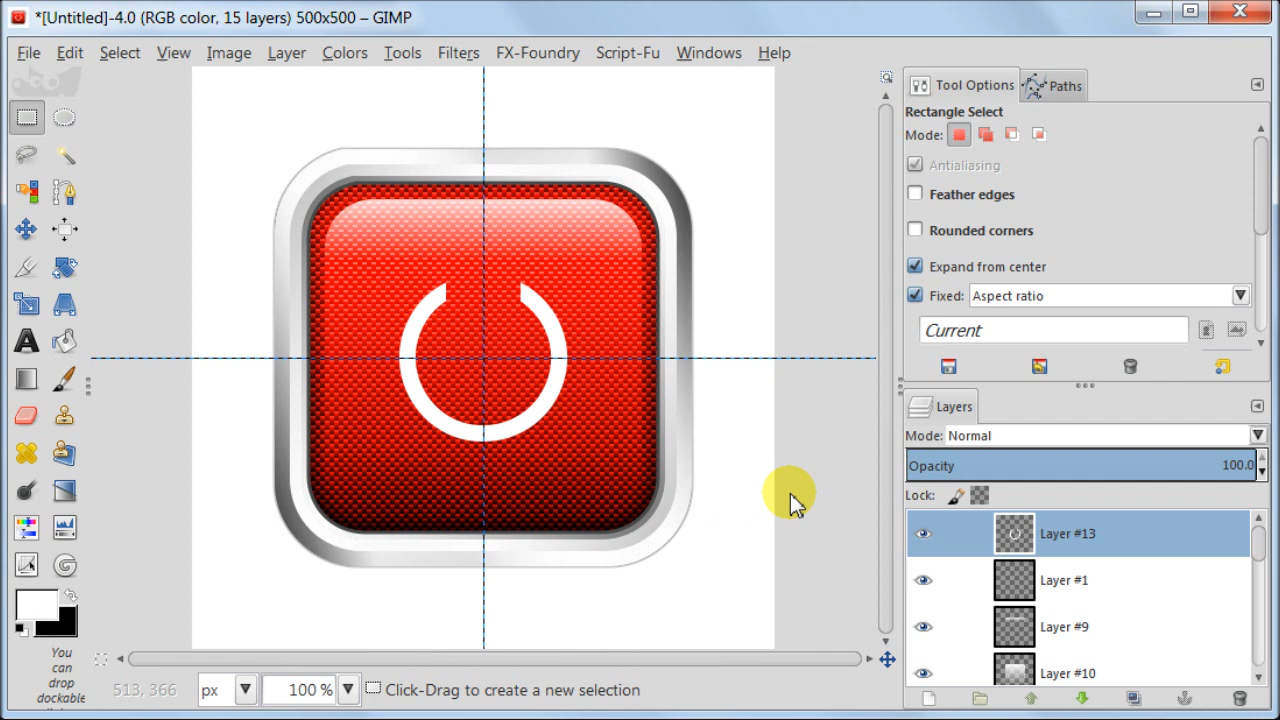 *[Untitled]-4.0 (RGB color, 15 layers) 500x500 – GIMP
File Edit Select View Image Layer Colors Tools Filters FX-Foundry Script-Fu Windows Help
Tool Options Paths
Rectangle Select
Mode:
Antialiasing
Feather edges
Rounded corners
Expand from center
Fixed: Aspect ratio
Current
Layers
Mode: Normal
Opacity 100.0
Lock:
Layer #13
Layer #1
Layer #9
Layer #10
You
can
drop
dockable
513, 366 px 100 % Click-Drag to create a new selection